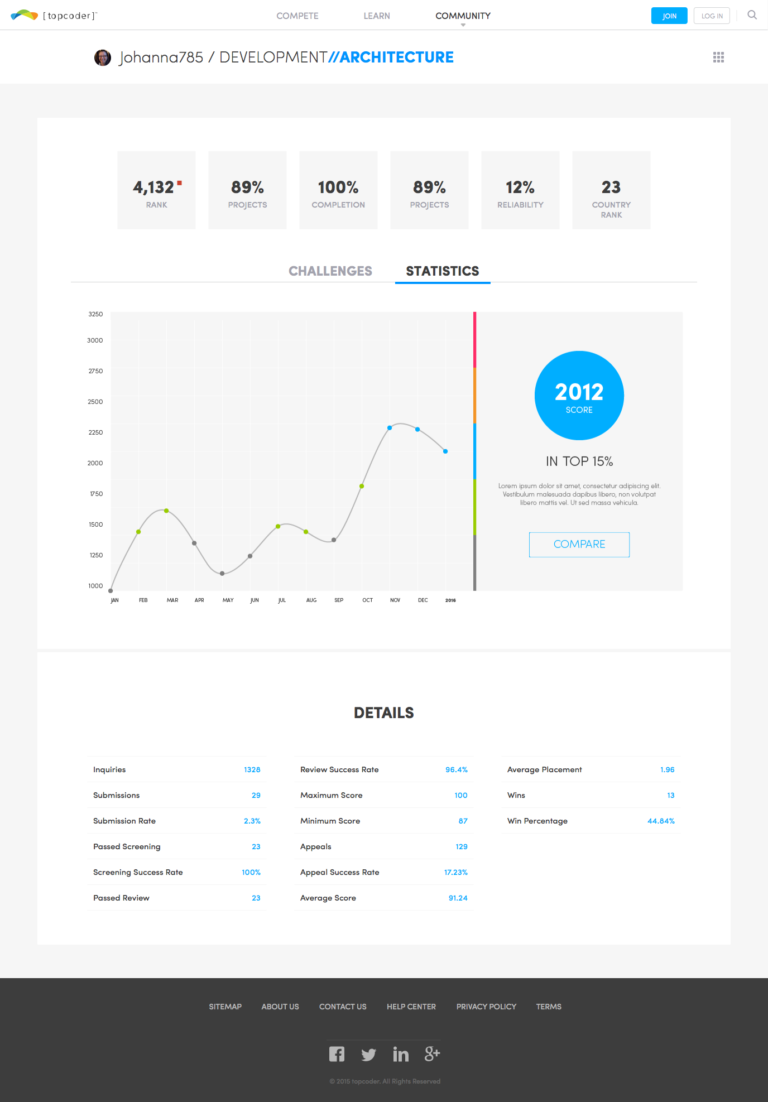 [ topcoder ]™
COMPETE LEARN COMMUNITY JOIN LOG IN
Johanna785 / DEVELOPMENT//ARCHITECTURE
4,132 89% 100% 89% 12% 23
RANK PROJECTS COMPLETION PROJECTS RELIABILITY COUNTRY
RANK
CHALLENGES STATISTICS
3250
3000
2750
2500
2250
2000
1750
1500
1250
1000
JAN FEB MAR APR MAY JUN JUL AUG SEP OCT NOV DEC 2016
2012
SCORE
IN TOP 15%
Lorem ipsum dolor sit amet, consectetur adipiscing elit.
Vestibulum malesuada dapibus libero, non volutpat
libero mattis vel. Ut sed massa vehicula.
COMPARE
DETAILS
Inquiries 1328
Submissions 29
Submission Rate 2.3%
Passed Screening 23
Screening Success Rate 100%
Passed Review 23
Review Success Rate 96.4%
Maximum Score 100
Minimum Score 67
Appeals 129
Appeal Success Rate 17.23%
Average Score 91.24
Average Placement 1.96
Wins 13
Win Percentage 44.84%
SITEMAP ABOUT US CONTACT US HELP CENTER PRIVACY POLICY TERMS
© 2016 topcoder. All Rights Reserved